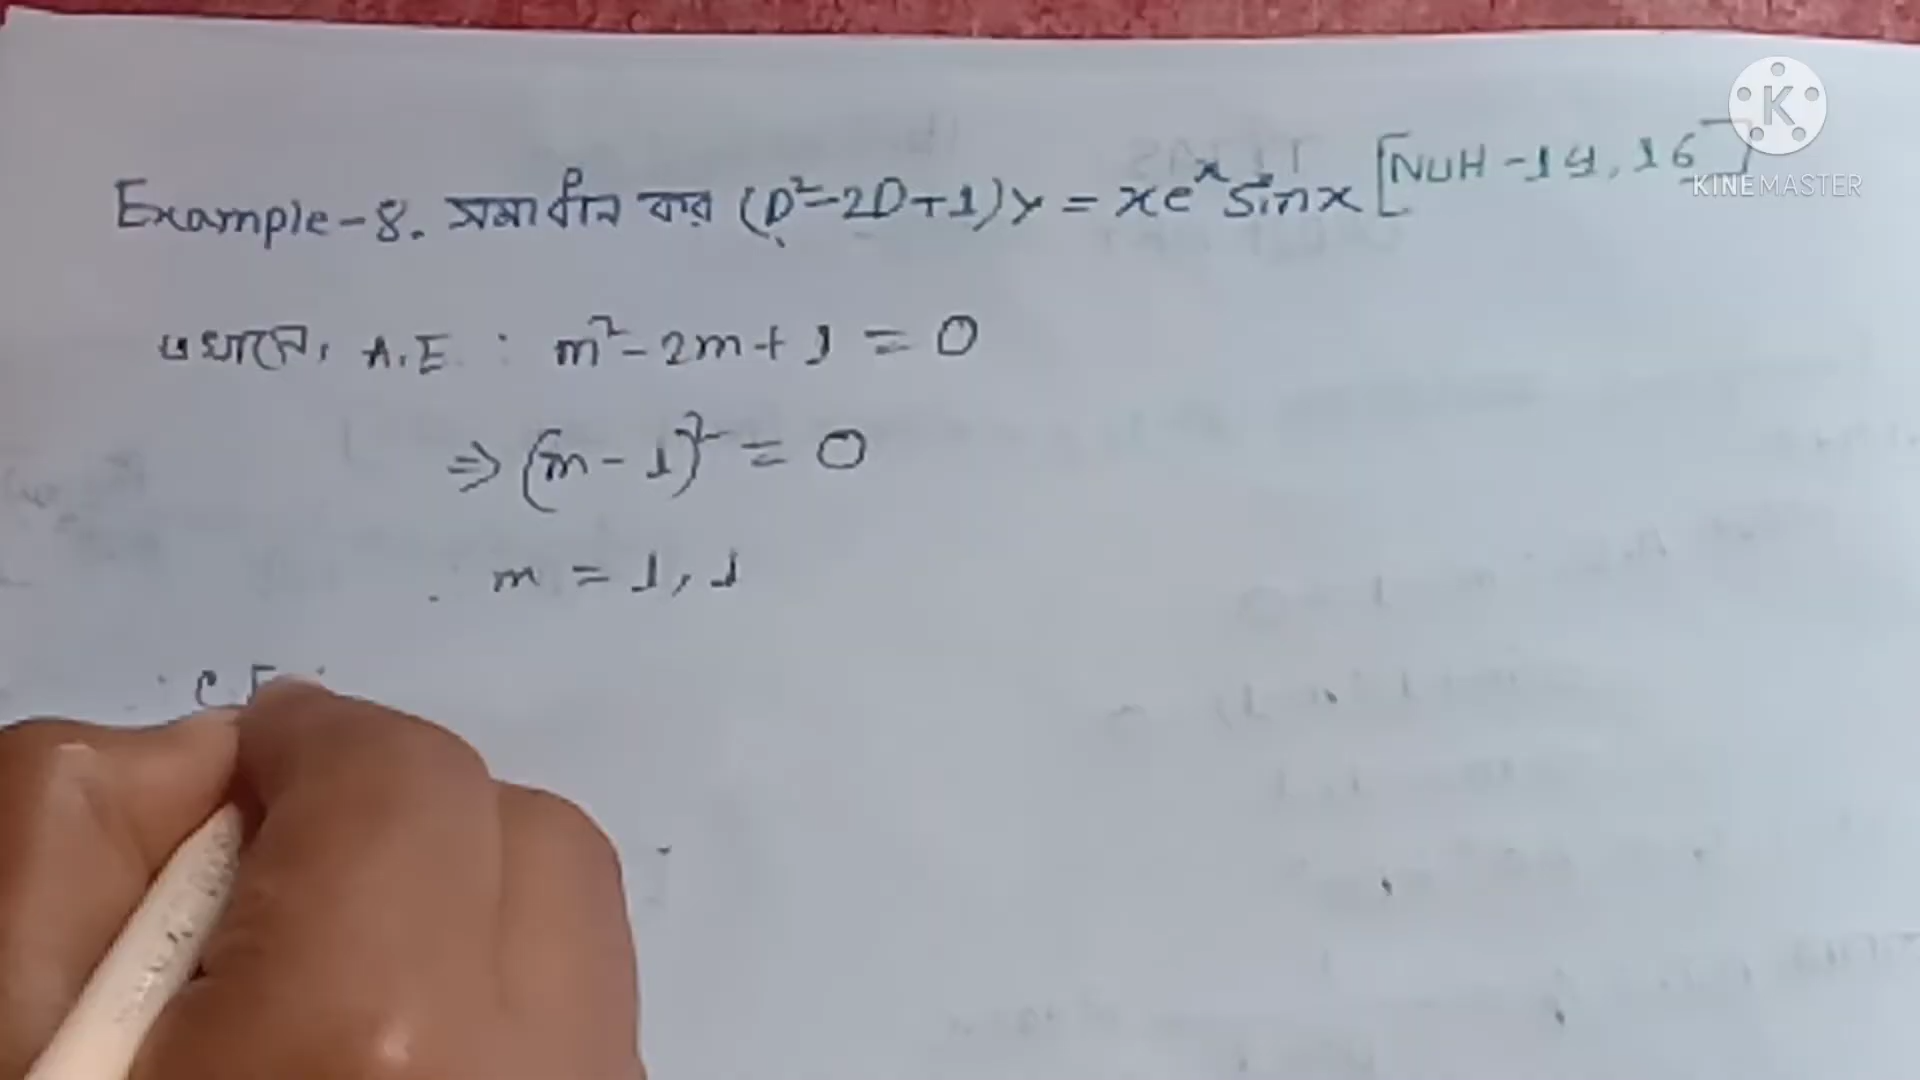 Example-8. সমাধান কর (D²-2D+1)y = xeˣ sinx [NUH-14, 16]
K
KINEMASTER
এখানে, A.E : m²-2m+1 = 0
⇒ (m-1)² = 0
m = 1, 1
C.F